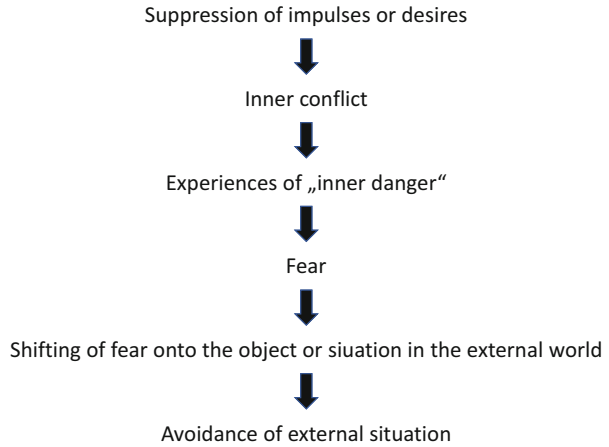 Suppression of impulses or desires
Inner conflict
Experiences of „inner danger“
Fear
Shifting of fear onto the object or siuation in the external world
Avoidance of external situation